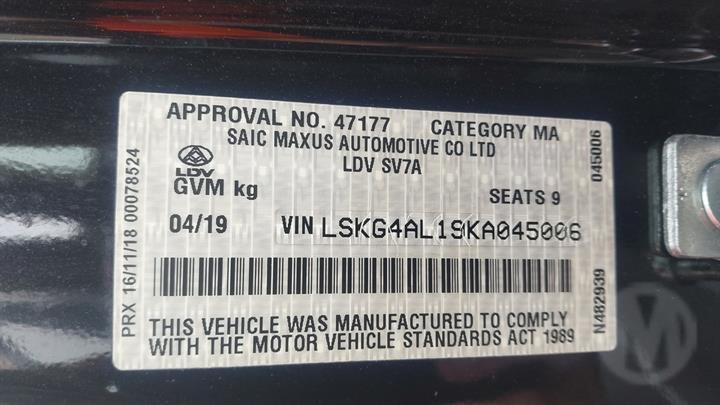 APPROVAL NO. 47177 CATEGORY MA
SAIC MAXUS AUTOMOTIVE CO LTD
LDV SV7A
LDV
GVM kg SEATS 9
04/19 VIN LSKG4AL19KA045006
THIS VEHICLE WAS MANUFACTURED TO COMPLY
WITH THE MOTOR VEHICLE STANDARDS ACT 1989
PRX 16/11/18 00078524
045006
N482939
M